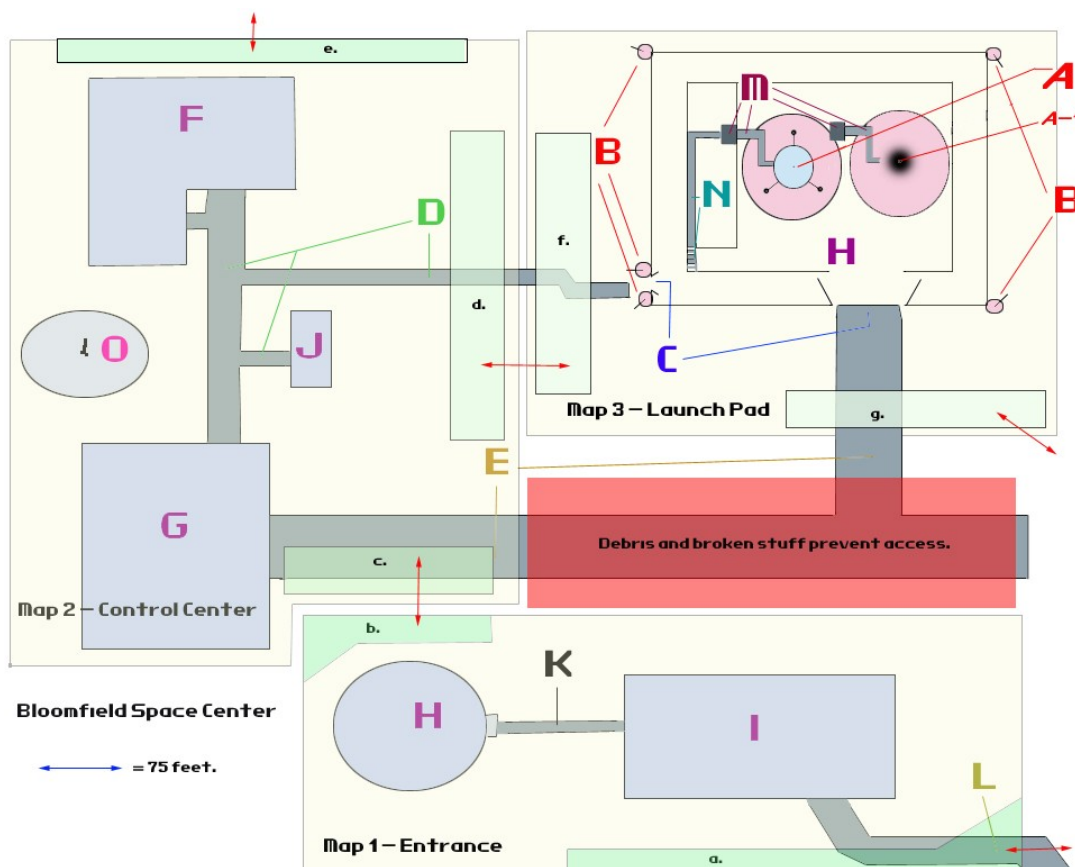 e.
F
B
M
A
A-
B
D
N
f.
H
d.
O
J
C
Map 3 - Launch Pad
g.
E
G
Debris and broken stuff prevent access.
c.
Map 2 - Control Center
b.
K
Bloomfield Space Center
H
I
= 75 feet.
L
Map 1 - Entrance
a.